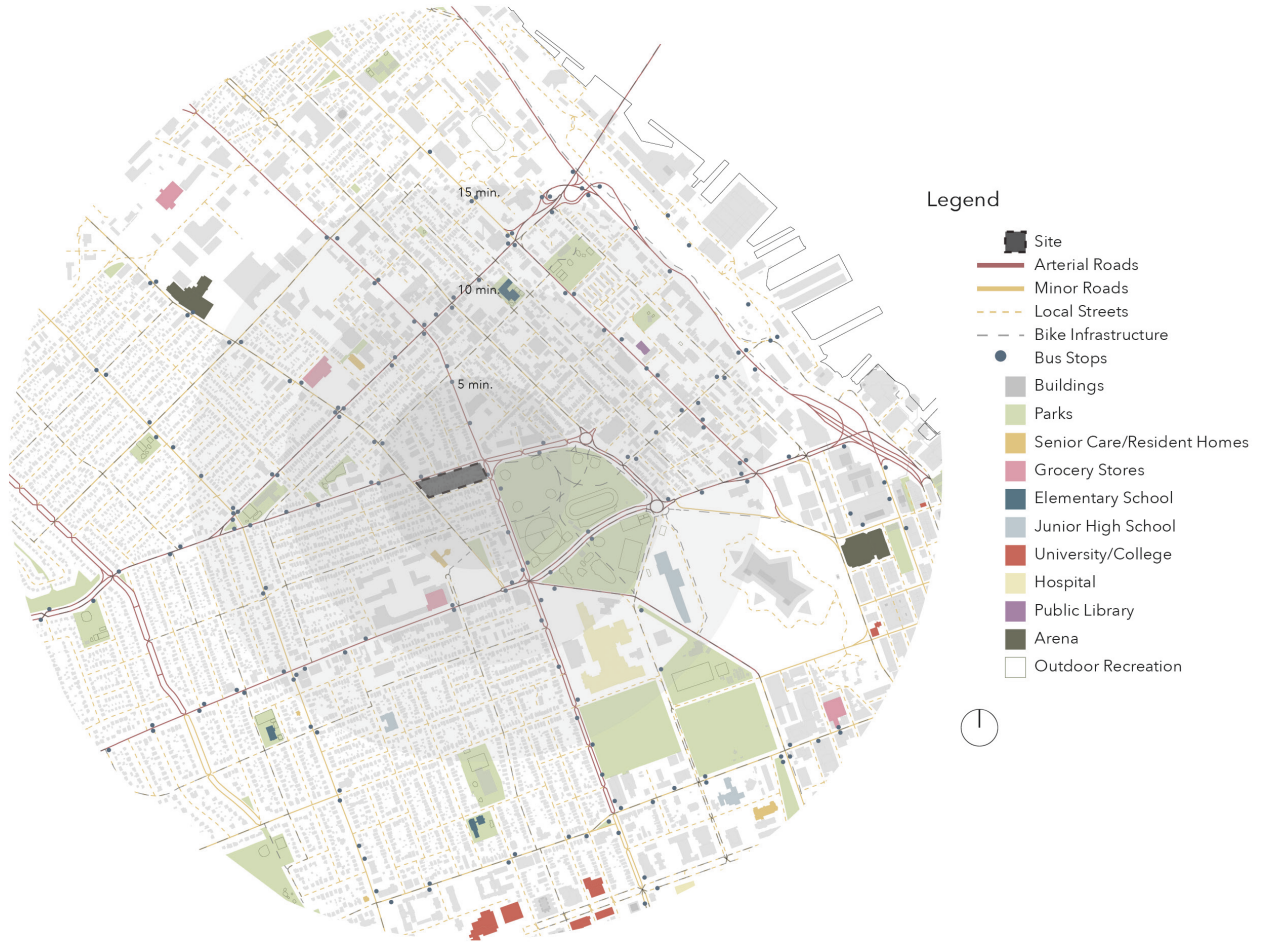 15 min.
10 min.
5 min.
Legend
Site
Arterial Roads
Minor Roads
Local Streets
Bike Infrastructure
Bus Stops
Buildings
Parks
Senior Care/Resident Homes
Grocery Stores
Elementary School
Junior High School
University/College
Hospital
Public Library
Arena
Outdoor Recreation